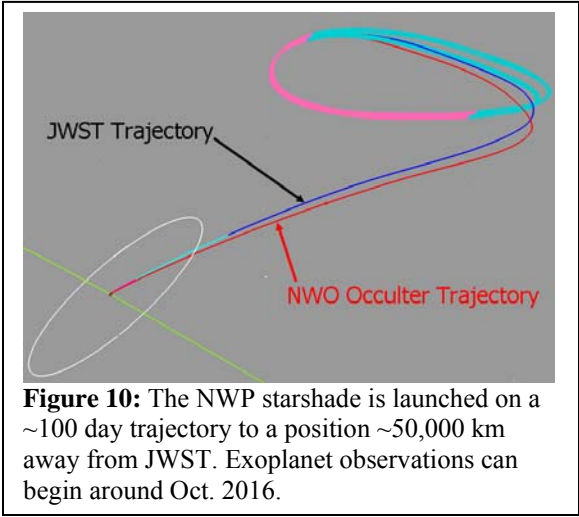 JWST Trajectory
NWO Occulter Trajectory
Figure 10: The NWP starshade is launched on a
~100 day trajectory to a position ~50,000 km
away from JWST. Exoplanet observations can
begin around Oct. 2016.